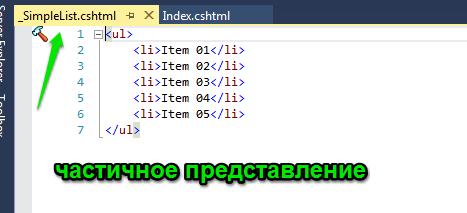 _SimpleList.cshtml Index.cshtml
Server Explorer Toolbox
1 <ul>
2 <li>Item 01</li>
3 <li>Item 02</li>
4 <li>Item 03</li>
5 <li>Item 04</li>
6 <li>Item 05</li>
7 </ul>
частичное представление